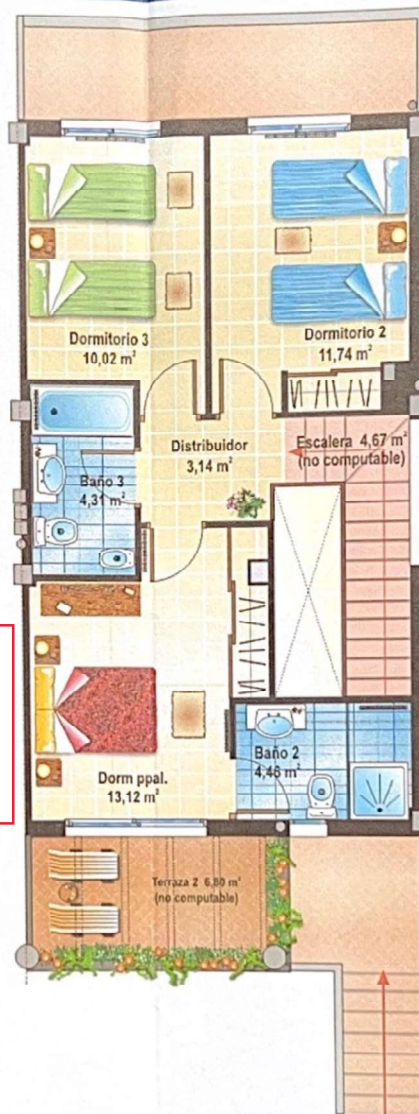 Dormitorio 3
10,02 m²
Dormitorio 2
11,74 m²
Distribuidor
3,14 m²
Escalera 4,67 m²
(no computable)
Baño 3
4,31 m²
Baño 2
4,46 m²
Dorm ppal.
13,12 m²
Terraza 2 6,80 m²
(no computable)